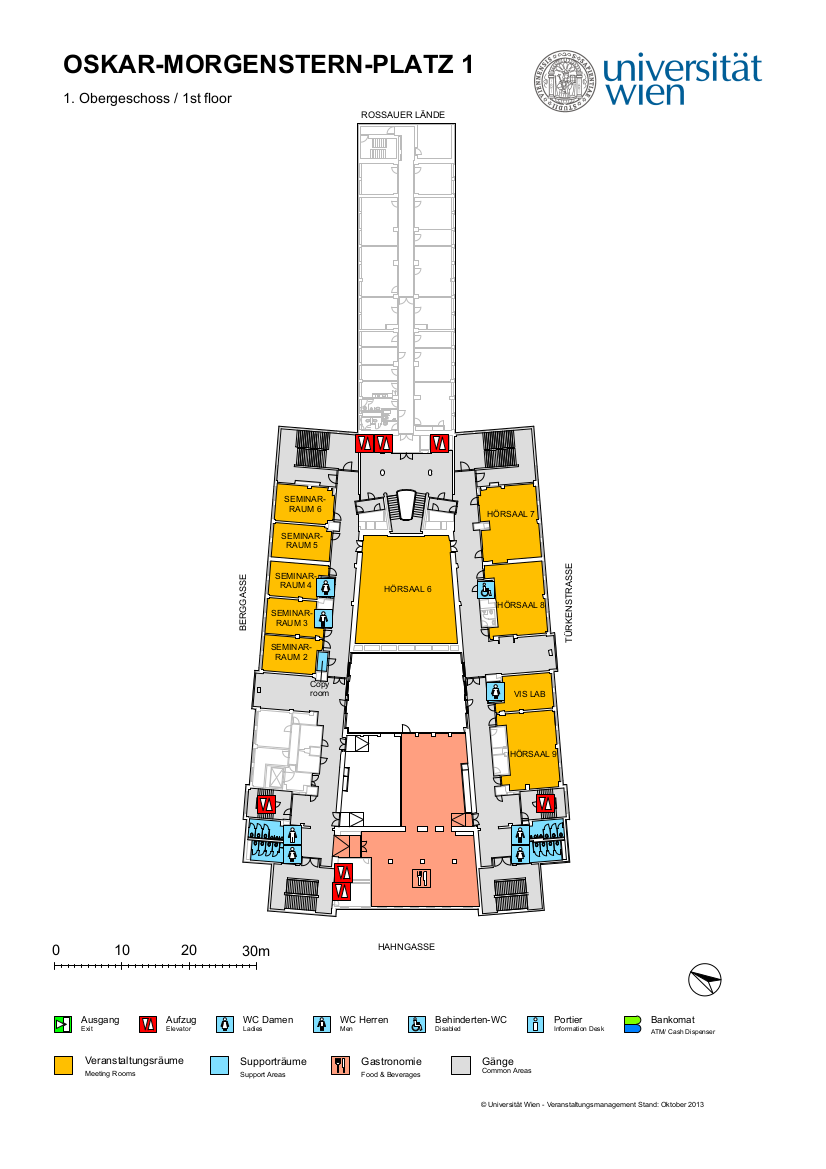 OSKAR-MORGENSTERN-PLATZ 1
universität
wien
1. Obergeschoss / 1st floor
ROSSAUER LÄNDE
SEMINAR-
RAUM 6
HÖRSAAL 7
SEMINAR-
RAUM 5
SEMINAR-
RAUM 4
HÖRSAAL 6
HÖRSAAL 8
BERGGASSE
TÜRKENSTRASSE
SEMINAR-
RAUM 3
SEMINAR-
RAUM 2
Copy
room
VIS LAB
HÖRSAAL 9
HAHNGASSE
0 10 20 30m
Ausgang
Exit
Aufzug
Elevator
WC Damen
Ladies
WC Herren
Men
Behinderten-WC
Disabled
Portier
Information Desk
Bankomat
ATM/ Cash Dispenser
Veranstaltungsräume
Meeting Rooms
Supporträume
Support Areas
Gastronomie
Food & Beverages
Gänge
Common Areas
© Universität Wien - Veranstaltungsmanagement Stand: Oktober 2013